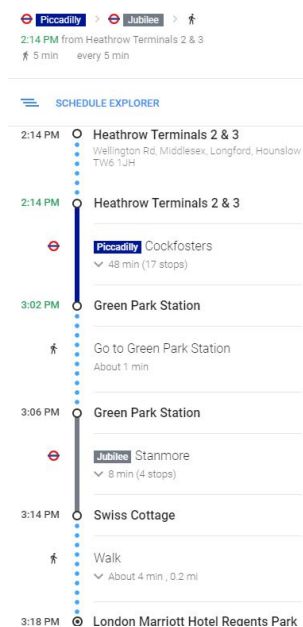 Piccadilly > Jubilee >
2:14 PM from Heathrow Terminals 2 & 3
5 min every 5 min
SCHEDULE EXPLORER
2:14 PM Heathrow Terminals 2 & 3
Wellington Rd, Middlesex, Longford, Hounslow
TW6 1JH
2:14 PM Heathrow Terminals 2 & 3
Piccadilly Cockfosters
48 min (17 stops)
3:02 PM Green Park Station
Go to Green Park Station
About 1 min
3:06 PM Green Park Station
Jubilee Stanmore
8 min (4 stops)
3:14 PM Swiss Cottage
Walk
About 4 min , 0.2 mi
3:18 PM London Marriott Hotel Regents Park